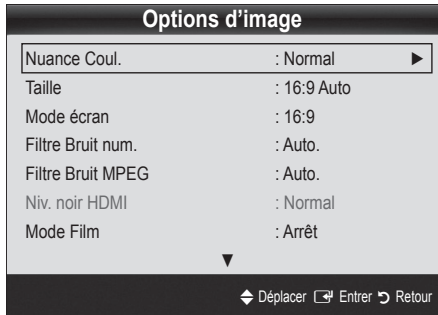 Options d'image
Nuance Coul. : Normal ►
Taille : 16:9 Auto
Mode écran : 16:9
Filtre Bruit num. : Auto.
Filtre Bruit MPEG : Auto.
Niv. noir HDMI : Normal
Mode Film : Arrêt
▼
Déplacer Entrer Retour